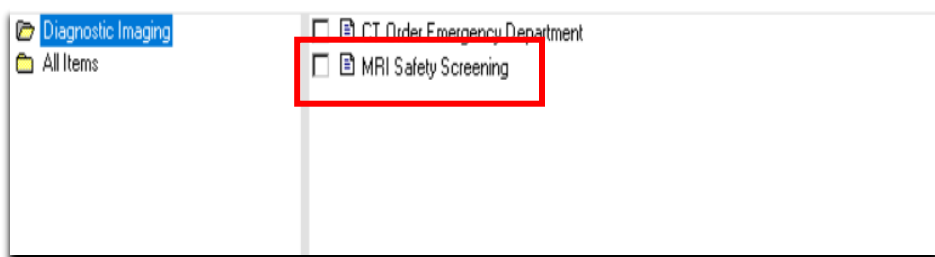 Diagnostic Imaging
All Items
CT Order Emergency Department
MRI Safety Screening